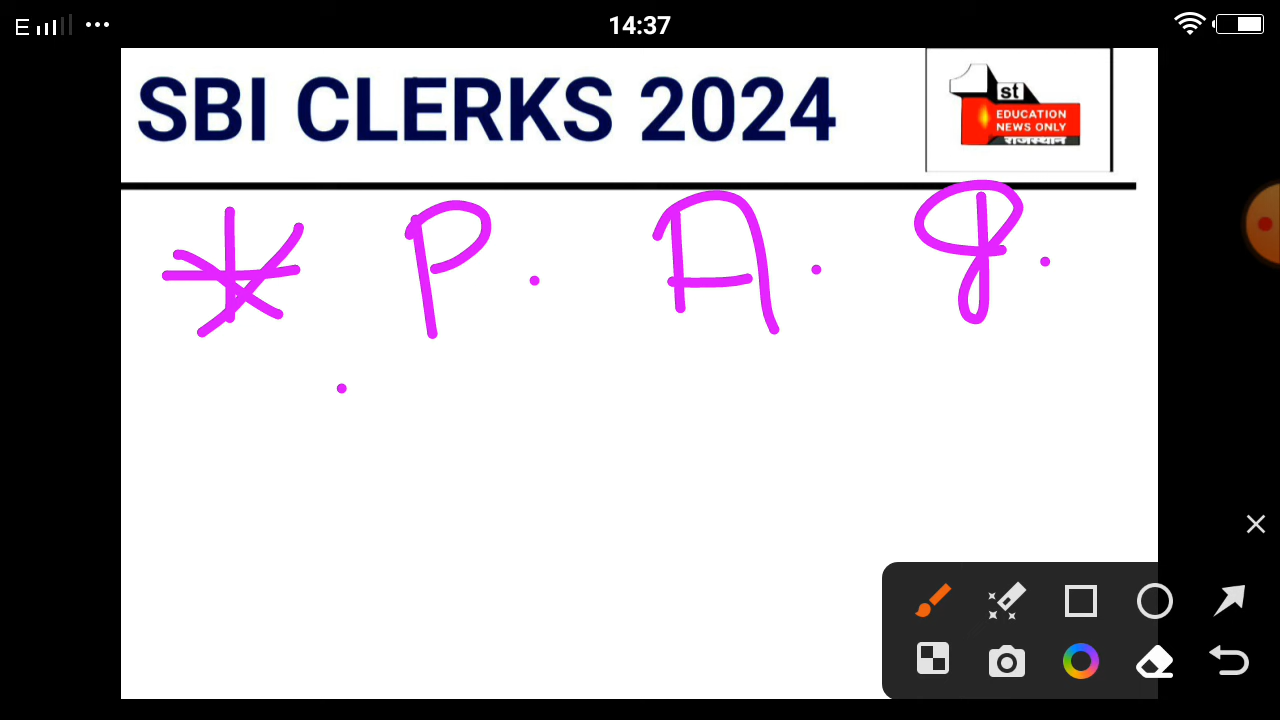 E ... 14:37
SBI CLERKS 2024
1st
EDUCATION
NEWS ONLY
राजस्थान
* P. A. J.
.